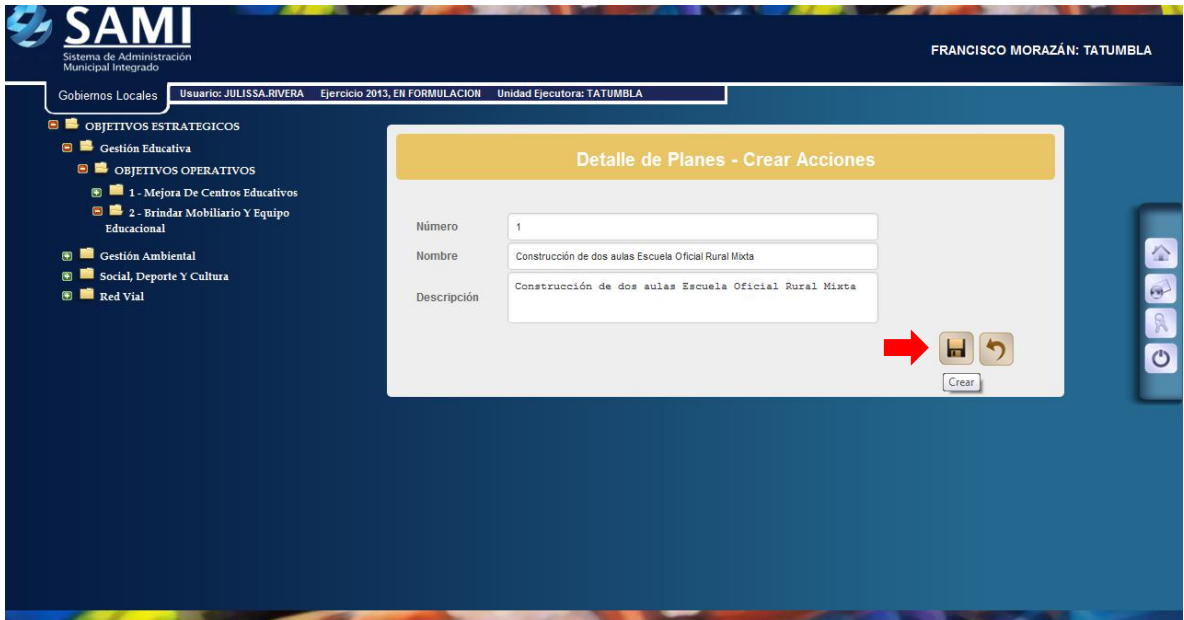 SAMI
Sistema de Administración
Municipal Integrado
FRANCISCO MORAZÁN: TATUMBLA
Gobiernos Locales
Usuario: JULISSA.RIVERA Ejercicio 2013, EN FORMULACION Unidad Ejecutora: TATUMBLA
OBJETIVOS ESTRATEGICOS
Gestión Educativa
OBJETIVOS OPERATIVOS
1 - Mejora De Centros Educativos
2 - Brindar Mobiliario Y Equipo
Educacional
Gestión Ambiental
Social, Deporte Y Cultura
Red Vial
Detalle de Planes - Crear Acciones
Número 1
Nombre Construcción de dos aulas Escuela Oficial Rural Mixta
Descripción Construcción de dos aulas Escuela Oficial Rural Mixta
Crear